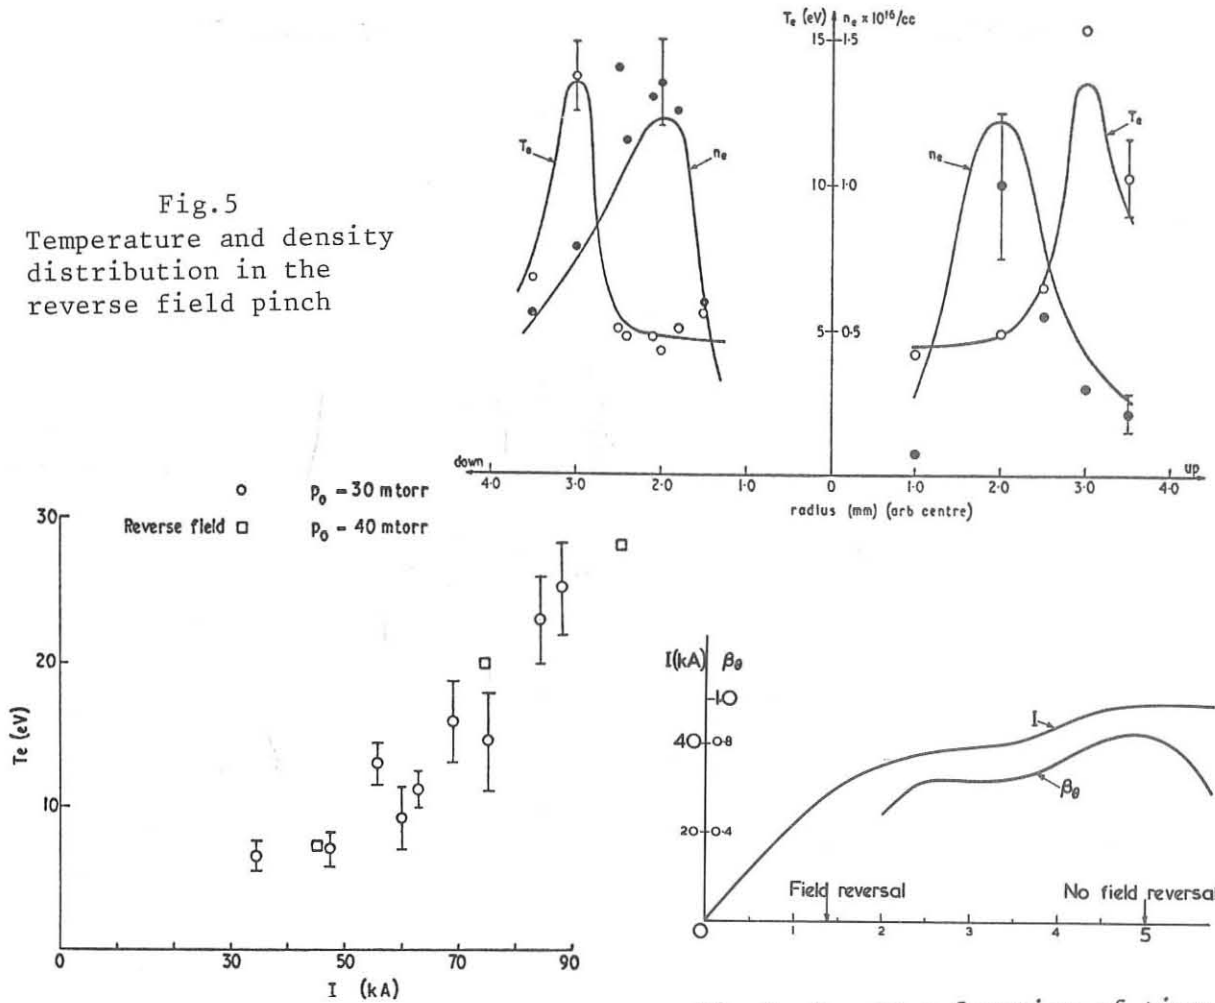 Fig.5
Temperature and density
distribution in the
reverse field pinch
Te (eV) ne x 10¹⁶/cc
15 1·5
10 1·0
5 0·5
Te
ne
ne
Te
down
4·0 3·0 2·0 1·0 0 1·0 2·0 3·0 4·0
up
radius (mm) (arb centre)
p₀ = 30 mtorr
Reverse field p₀ = 40 mtorr
30
20
10
Te (eV)
0 30 50 70 90
I (kA)
I(kA) βθ
1·0
40 0·8
20 0·4
I
βθ
Field reversal
No field reversal
0 1 2 3 4 5